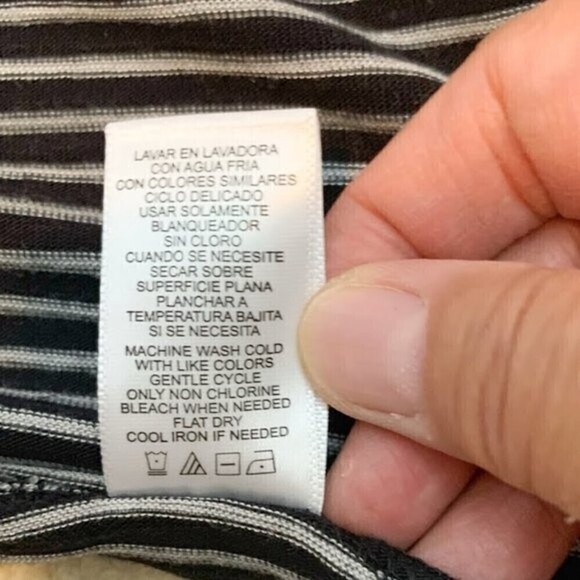 LAVAR EN LAVADORA
CON AGUA FRIA
CON COLORES SIMILARES
CICLO DELICADO
USAR SOLAMENTE
BLANQUEADOR
SIN CLORO
CUANDO SE NECESITE
SECAR SOBRE
SUPERFICIE PLANA
PLANCHAR A
TEMPERATURA BAJITA
SI SE NECESITA
MACHINE WASH COLD
WITH LIKE COLORS
GENTLE CYCLE
ONLY NON CHLORINE
BLEACH WHEN NEEDED
FLAT DRY
COOL IRON IF NEEDED